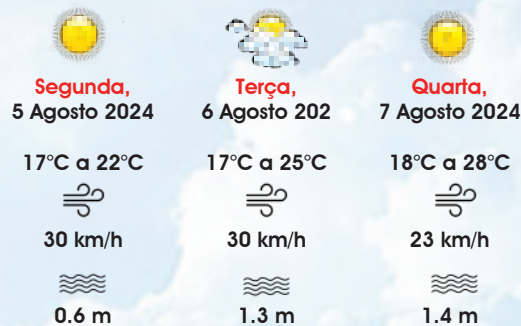 Segunda,
5 Agosto 2024
17°C a 22°C
30 km/h
0.6 m
Terça,
6 Agosto 202
17°C a 25°C
30 km/h
1.3 m
Quarta,
7 Agosto 2024
18°C a 28°C
23 km/h
1.4 m